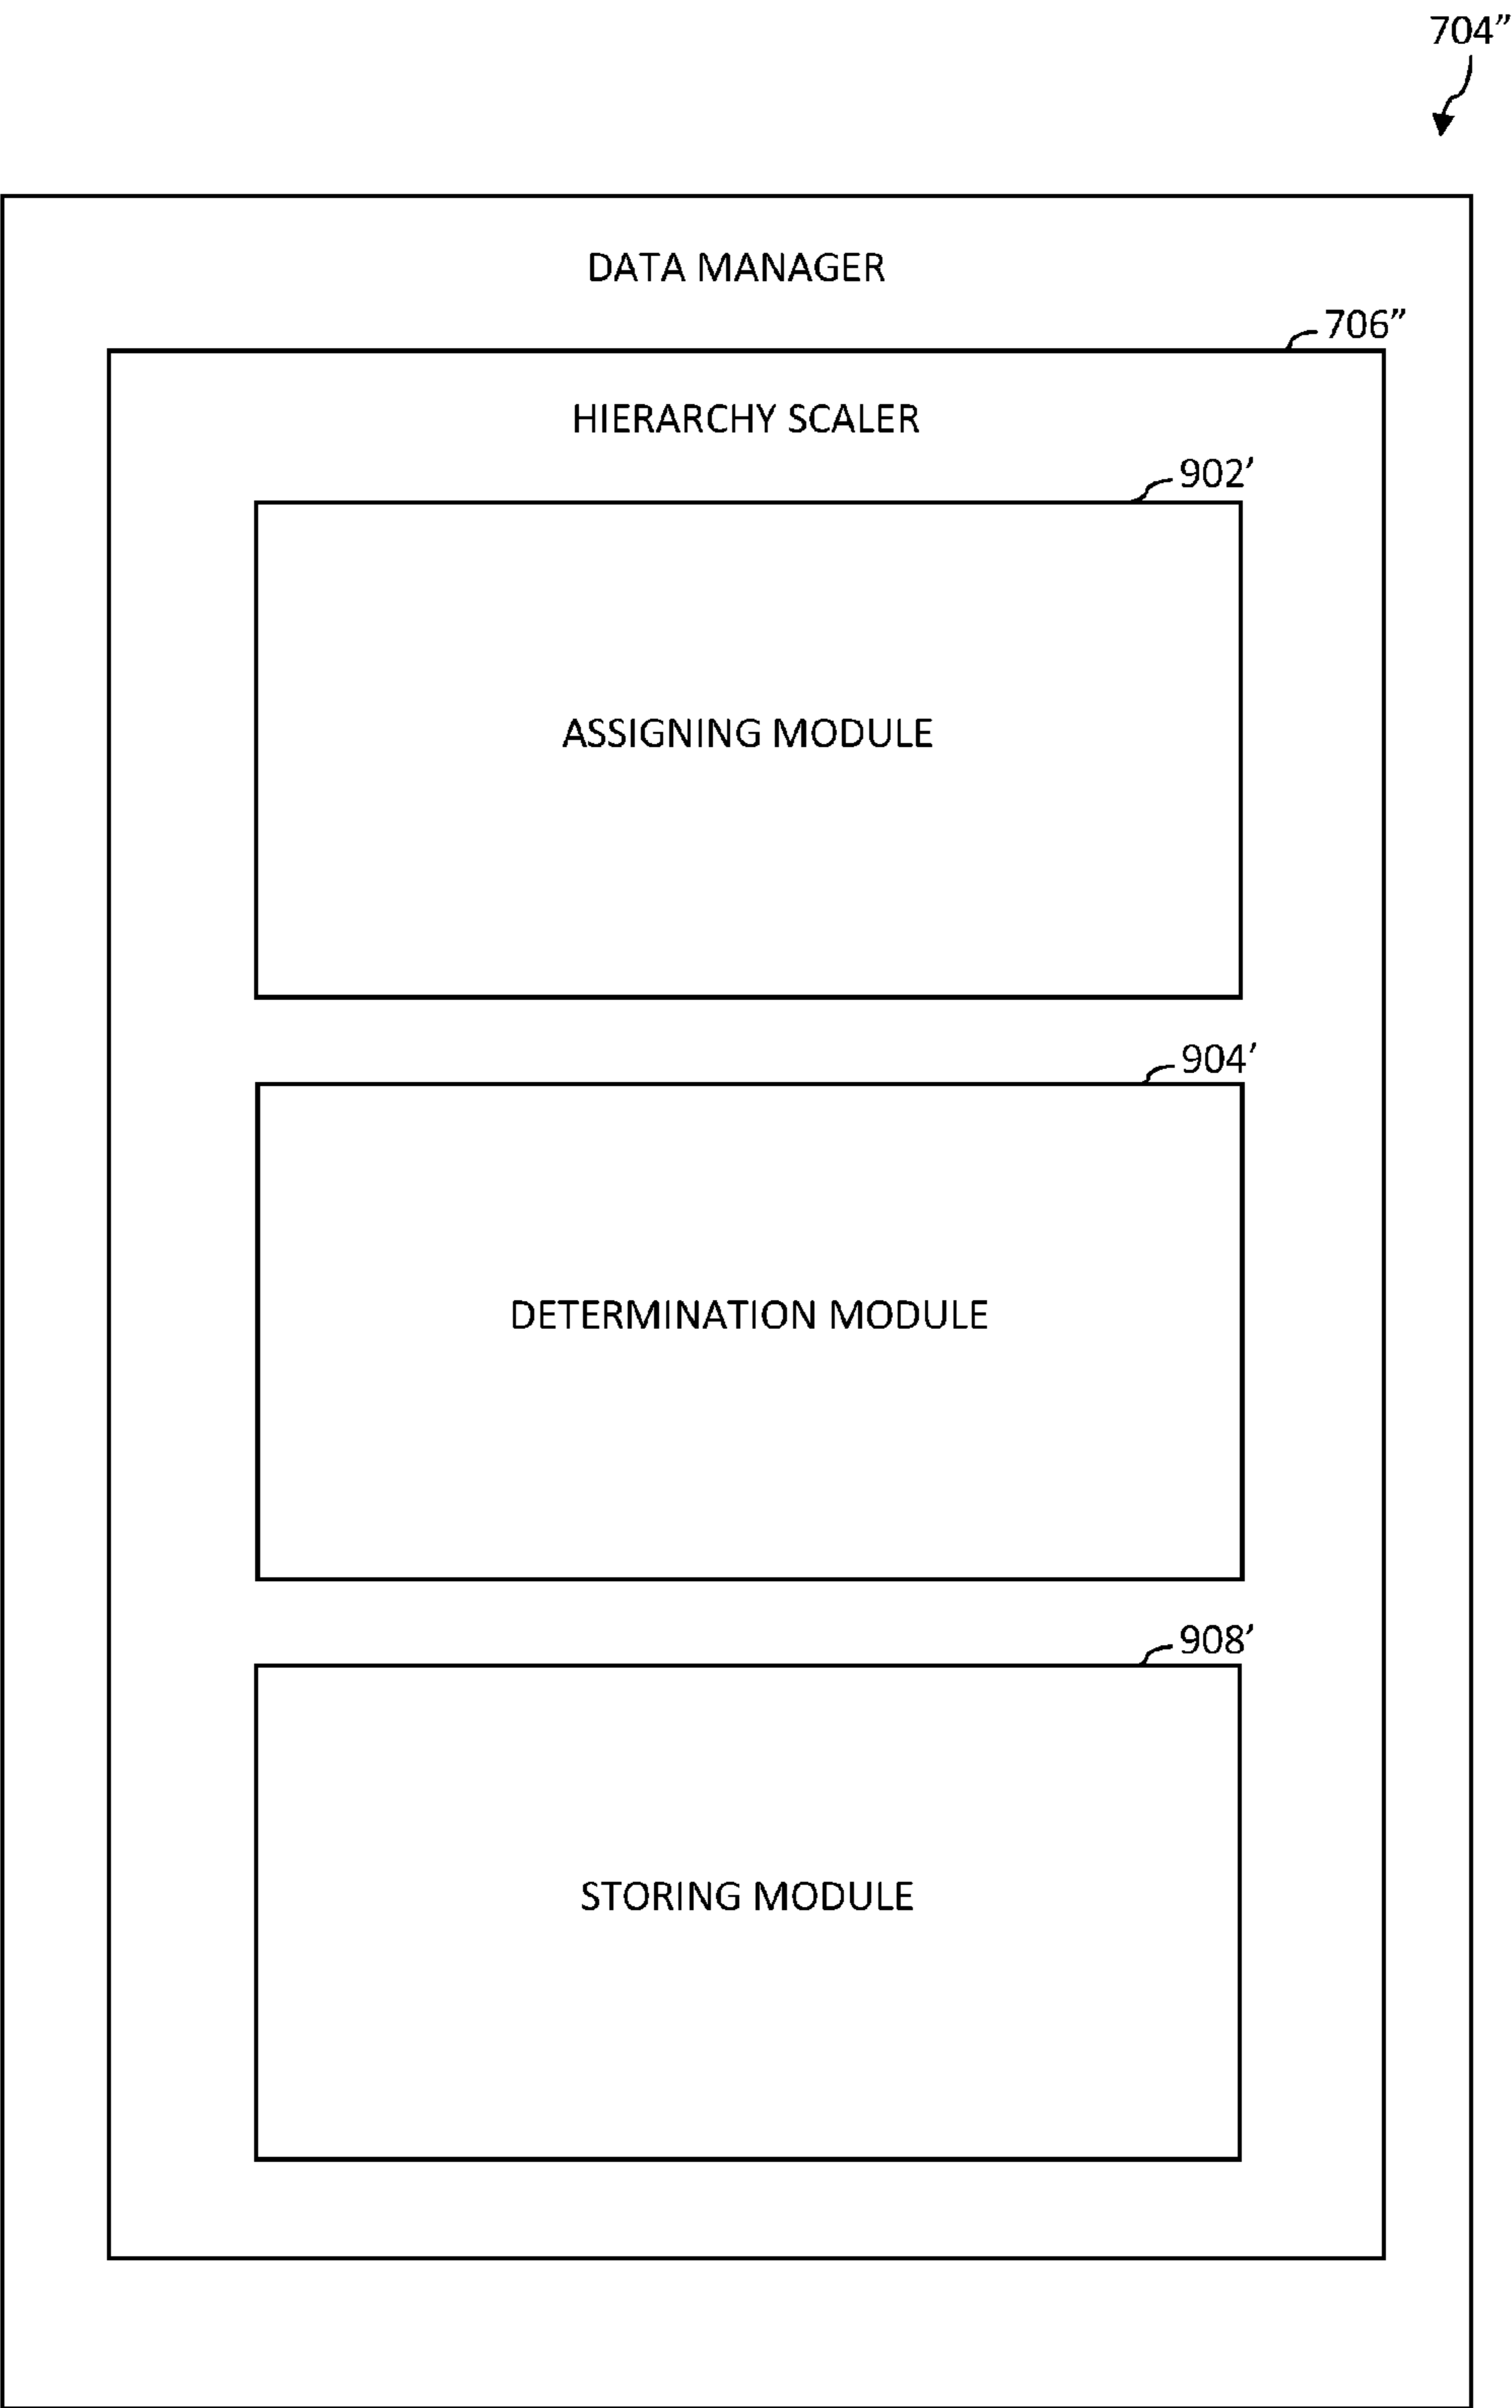 704”
DATA MANAGER
706”
HIERARCHY SCALER
902’
ASSIGNING MODULE
904’
DETERMINATION MODULE
908’
STORING MODULE